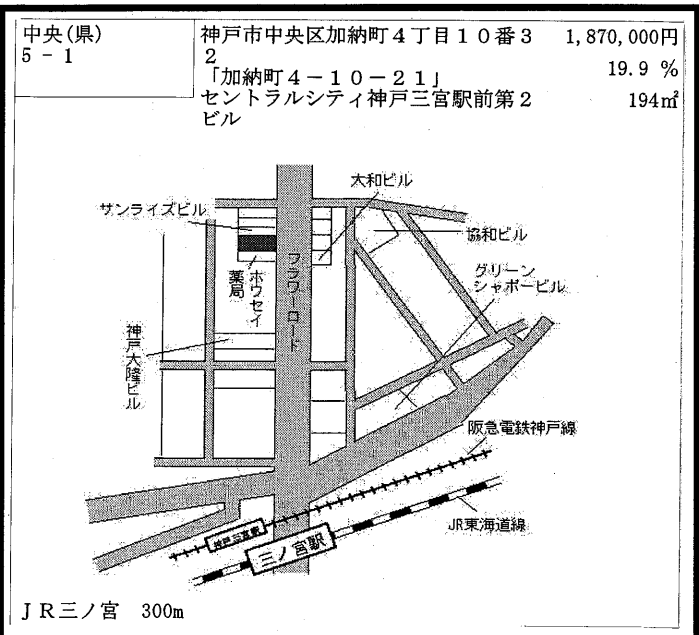 中央(県)
5-1
神戸市中央区加納町4丁目10番3
2
「加納町4-10-21」
セントラルシティ神戸三宮駅前第2
ビル
1,870,000円
19.9 %
194㎡
大和ビル
サンライズビル
協和ビル
グリーン
シャポービル
フラワーロード
ホウセイ
薬局
神戸大隆ビル
阪急電鉄神戸線
神戸三宮駅
三ノ宮駅
JR東海道線
JR三ノ宮 300m